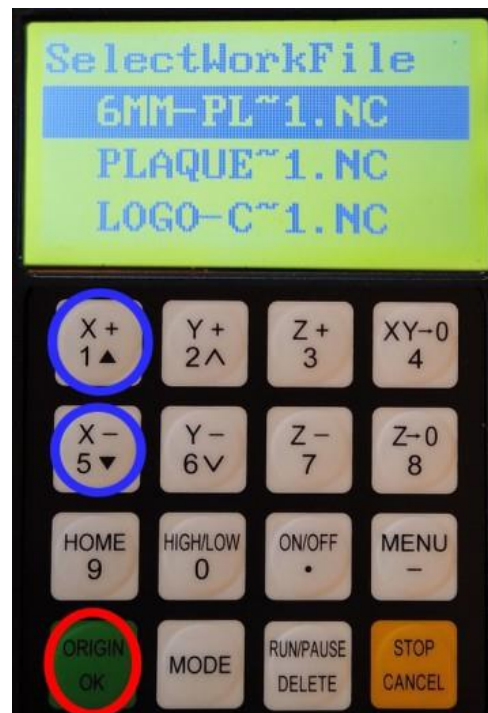 SelectWorkFile
6MM-PL~1.NC
PLAQUE~1.NC
LOGO-C~1.NC
X+
1▲
Y+
2∧
Z+
3
XY→0
4
X−
5▼
Y−
6∨
Z−
7
Z→0
8
HOME
9
HIGH/LOW
0
ON/OFF
•
MENU
−
ORIGIN
OK
MODE
RUN/PAUSE
DELETE
STOP
CANCEL